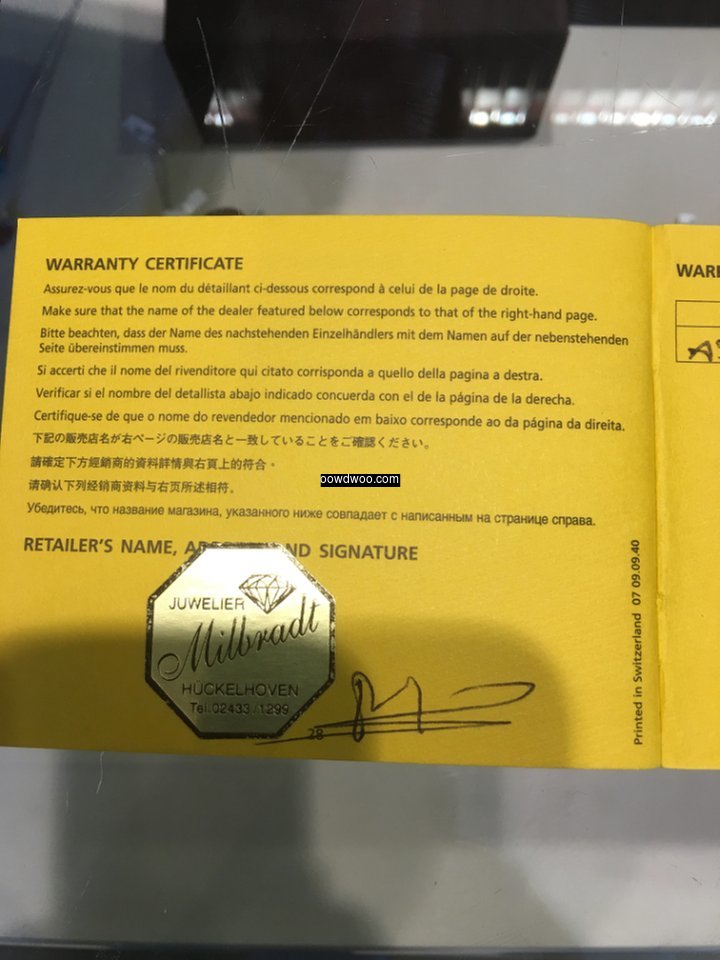 WARRANTY CERTIFICATE
Assurez-vous que le nom du détaillant ci-dessous correspond à celui de la page de droite.
Make sure that the name of the dealer featured below corresponds to that of the right-hand page.
Bitte beachten, dass der Name des nachstehenden Einzelhändlers mit dem Namen auf der nebenstehenden
Seite übereinstimmen muss.
Si accerti che il nome del rivenditore qui citato corrisponda a quello della pagina a destra.
Verificar si el nombre del detallista abajo indicado concuerda con el de la página de la derecha.
Certifique-se de que o nome do revendedor mencionado em baixo corresponde ao da página da direita.
下記の販売店名が右ページの販売店名と一致していることをご確認ください。
請確定下方經銷商的資料詳情與右頁上的符合。
oowdwoo.com
请确认下列经销商资料与右页所述相符。
Убедитесь, что название магазина, указанного ниже совпадает с написанным на странице справа.
RETAILER'S NAME, AND SIGNATURE
JUWELIER
Milbradt
HÜCKELHOVEN
Tel.02433/1299
28
Printed in Switzerland 07 09.09.40
WAR